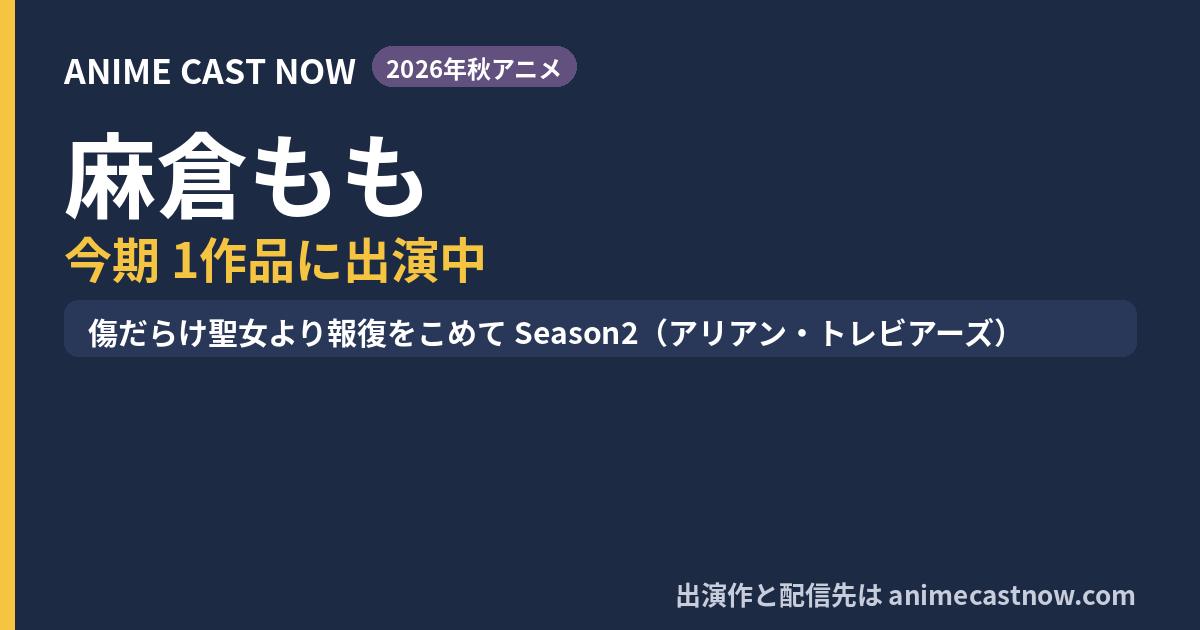 ANIME CAST NOW 2026年秋アニメ
麻倉もも
今期 1作品に出演中
傷だらけ聖女より報復をこめて Season2（アリアン・トレビアーズ）
出演作と配信先は animecastnow.com